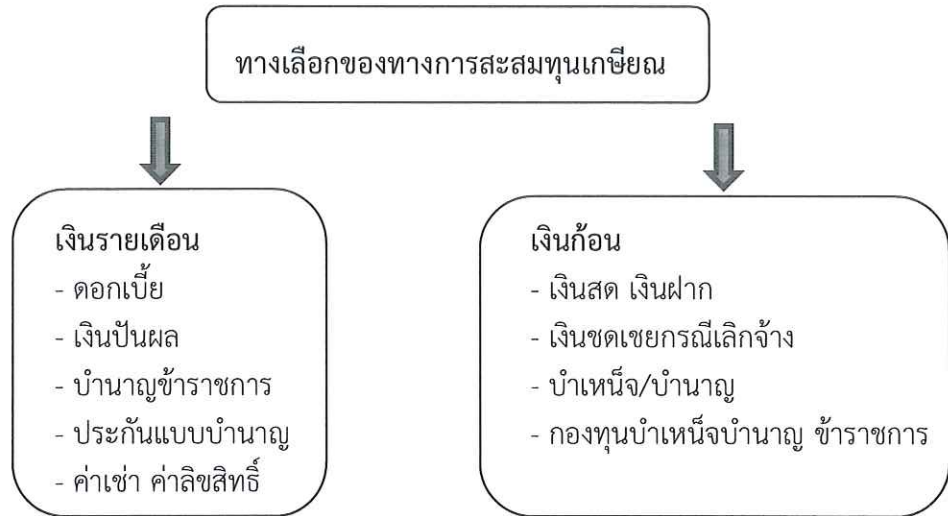 ทางเลือกของทางการสะสมทุนเกษียณ
เงินรายเดือน
- ดอกเบี้ย
- เงินปันผล
- บำนาญข้าราชการ
- ประกันแบบบำนาญ
- ค่าเช่า ค่าลิขสิทธิ์
เงินก้อน
- เงินสด เงินฝาก
- เงินชดเชยกรณีเลิกจ้าง
- บำเหน็จ/บำนาญ
- กองทุนบำเหน็จบำนาญ ข้าราชการ